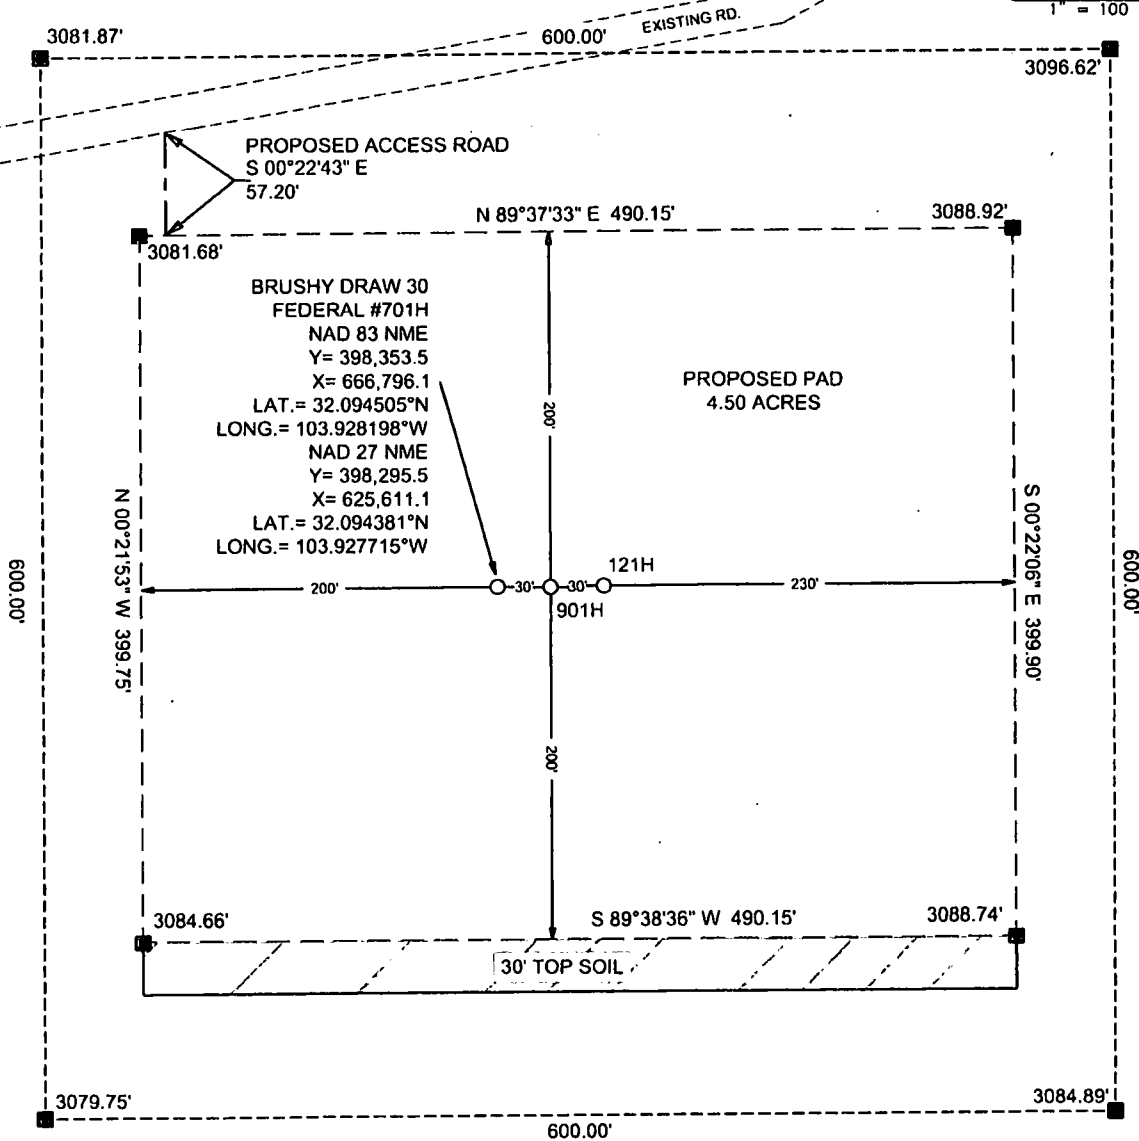 1" = 100
3081.87'
600.00'
EXISTING RD.
3096.62'
PROPOSED ACCESS ROAD
S 00°22'43" E
57.20'
N 89°37'33" E 490.15'
3088.92'
3081.68'
BRUSHY DRAW 30
FEDERAL #701H
NAD 83 NME
Y= 398,353.5
X= 666,796.1
LAT.= 32.094505°N
LONG.= 103.928198°W
NAD 27 NME
Y= 398,295.5
X= 625,611.1
LAT.= 32.094381°N
LONG.= 103.927715°W
PROPOSED PAD
4.50 ACRES
200'
N 00°21'53" W 399.75'
S 00°22'06" E 399.90'
600.00'
600.00'
200'
30'
30'
121H
230'
901H
200'
3084.66'
S 89°38'36" W 490.15'
3088.74'
30' TOP SOIL
3079.75'
3084.89'
600.00'